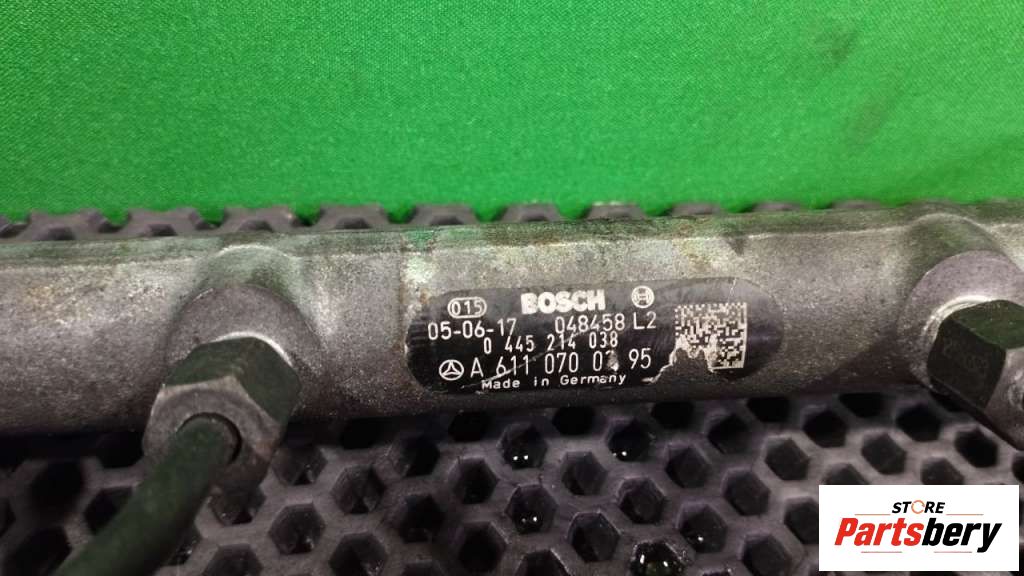 015 BOSCH
05-06-17 048458 L2
0 445 214 038
A 611 070 95
Made in Germany
STORE
Partsbery